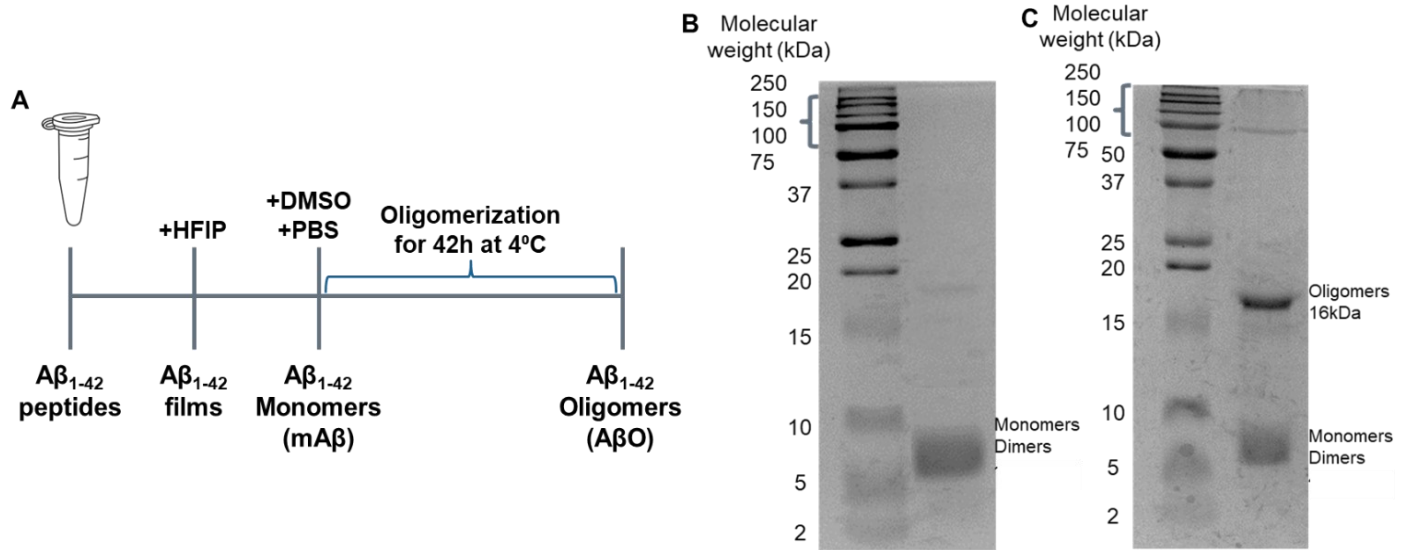 A
+HFIP
+DMSO
+PBS
Oligomerization
for 42h at 4ºC
Aβ1-42
peptides
Aβ1-42
films
Aβ1-42
Monomers
(mAβ)
Aβ1-42
Oligomers
(AβO)
B
Molecular
weight (kDa)
250
150
100
75
37
25
20
15
10
5
2
Monomers
Dimers
C
Molecular
weight (kDa)
250
150
100
75 50
37
25
20
15
10
5
2
Oligomers
16kDa
Monomers
Dimers